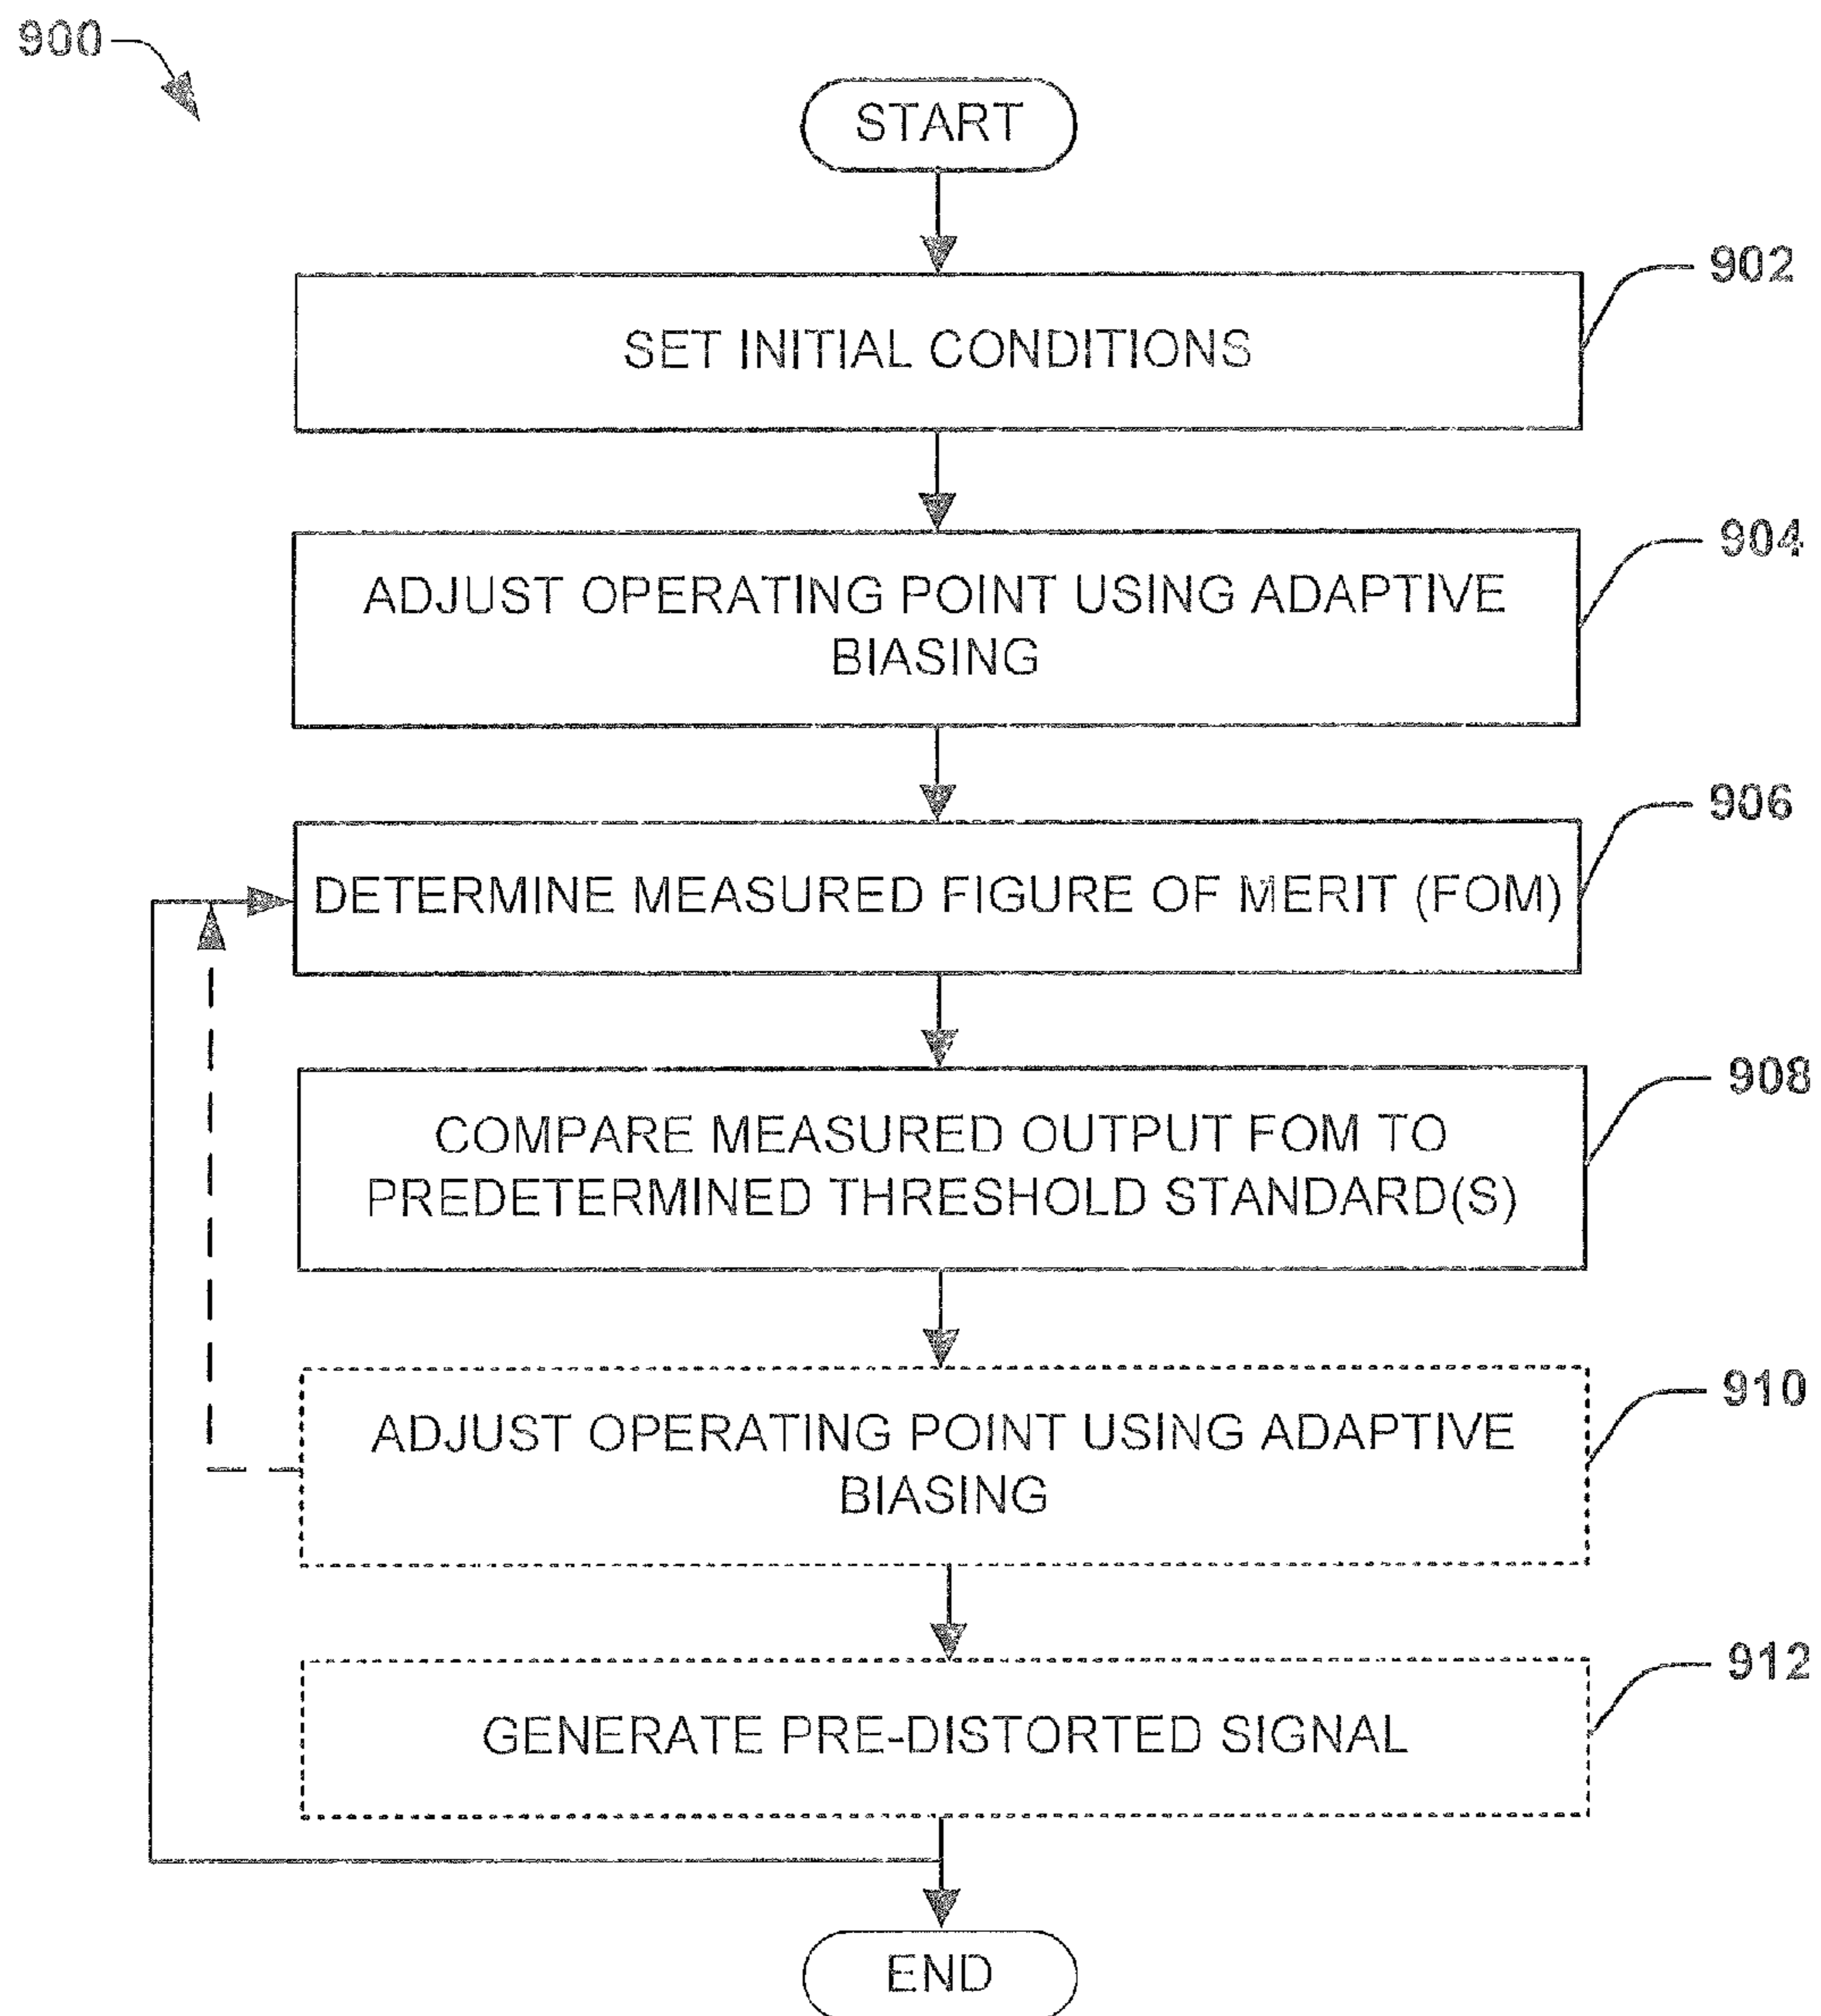 900
START
902
SET INITIAL CONDITIONS
904
ADJUST OPERATING POINT USING ADAPTIVE
BIASING
906
DETERMINE MEASURED FIGURE OF MERIT (FOM)
908
COMPARE MEASURED OUTPUT FOM TO
PREDETERMINED THRESHOLD STANDARD(S)
910
ADJUST OPERATING POINT USING ADAPTIVE
BIASING
912
GENERATE PRE-DISTORTED SIGNAL
END